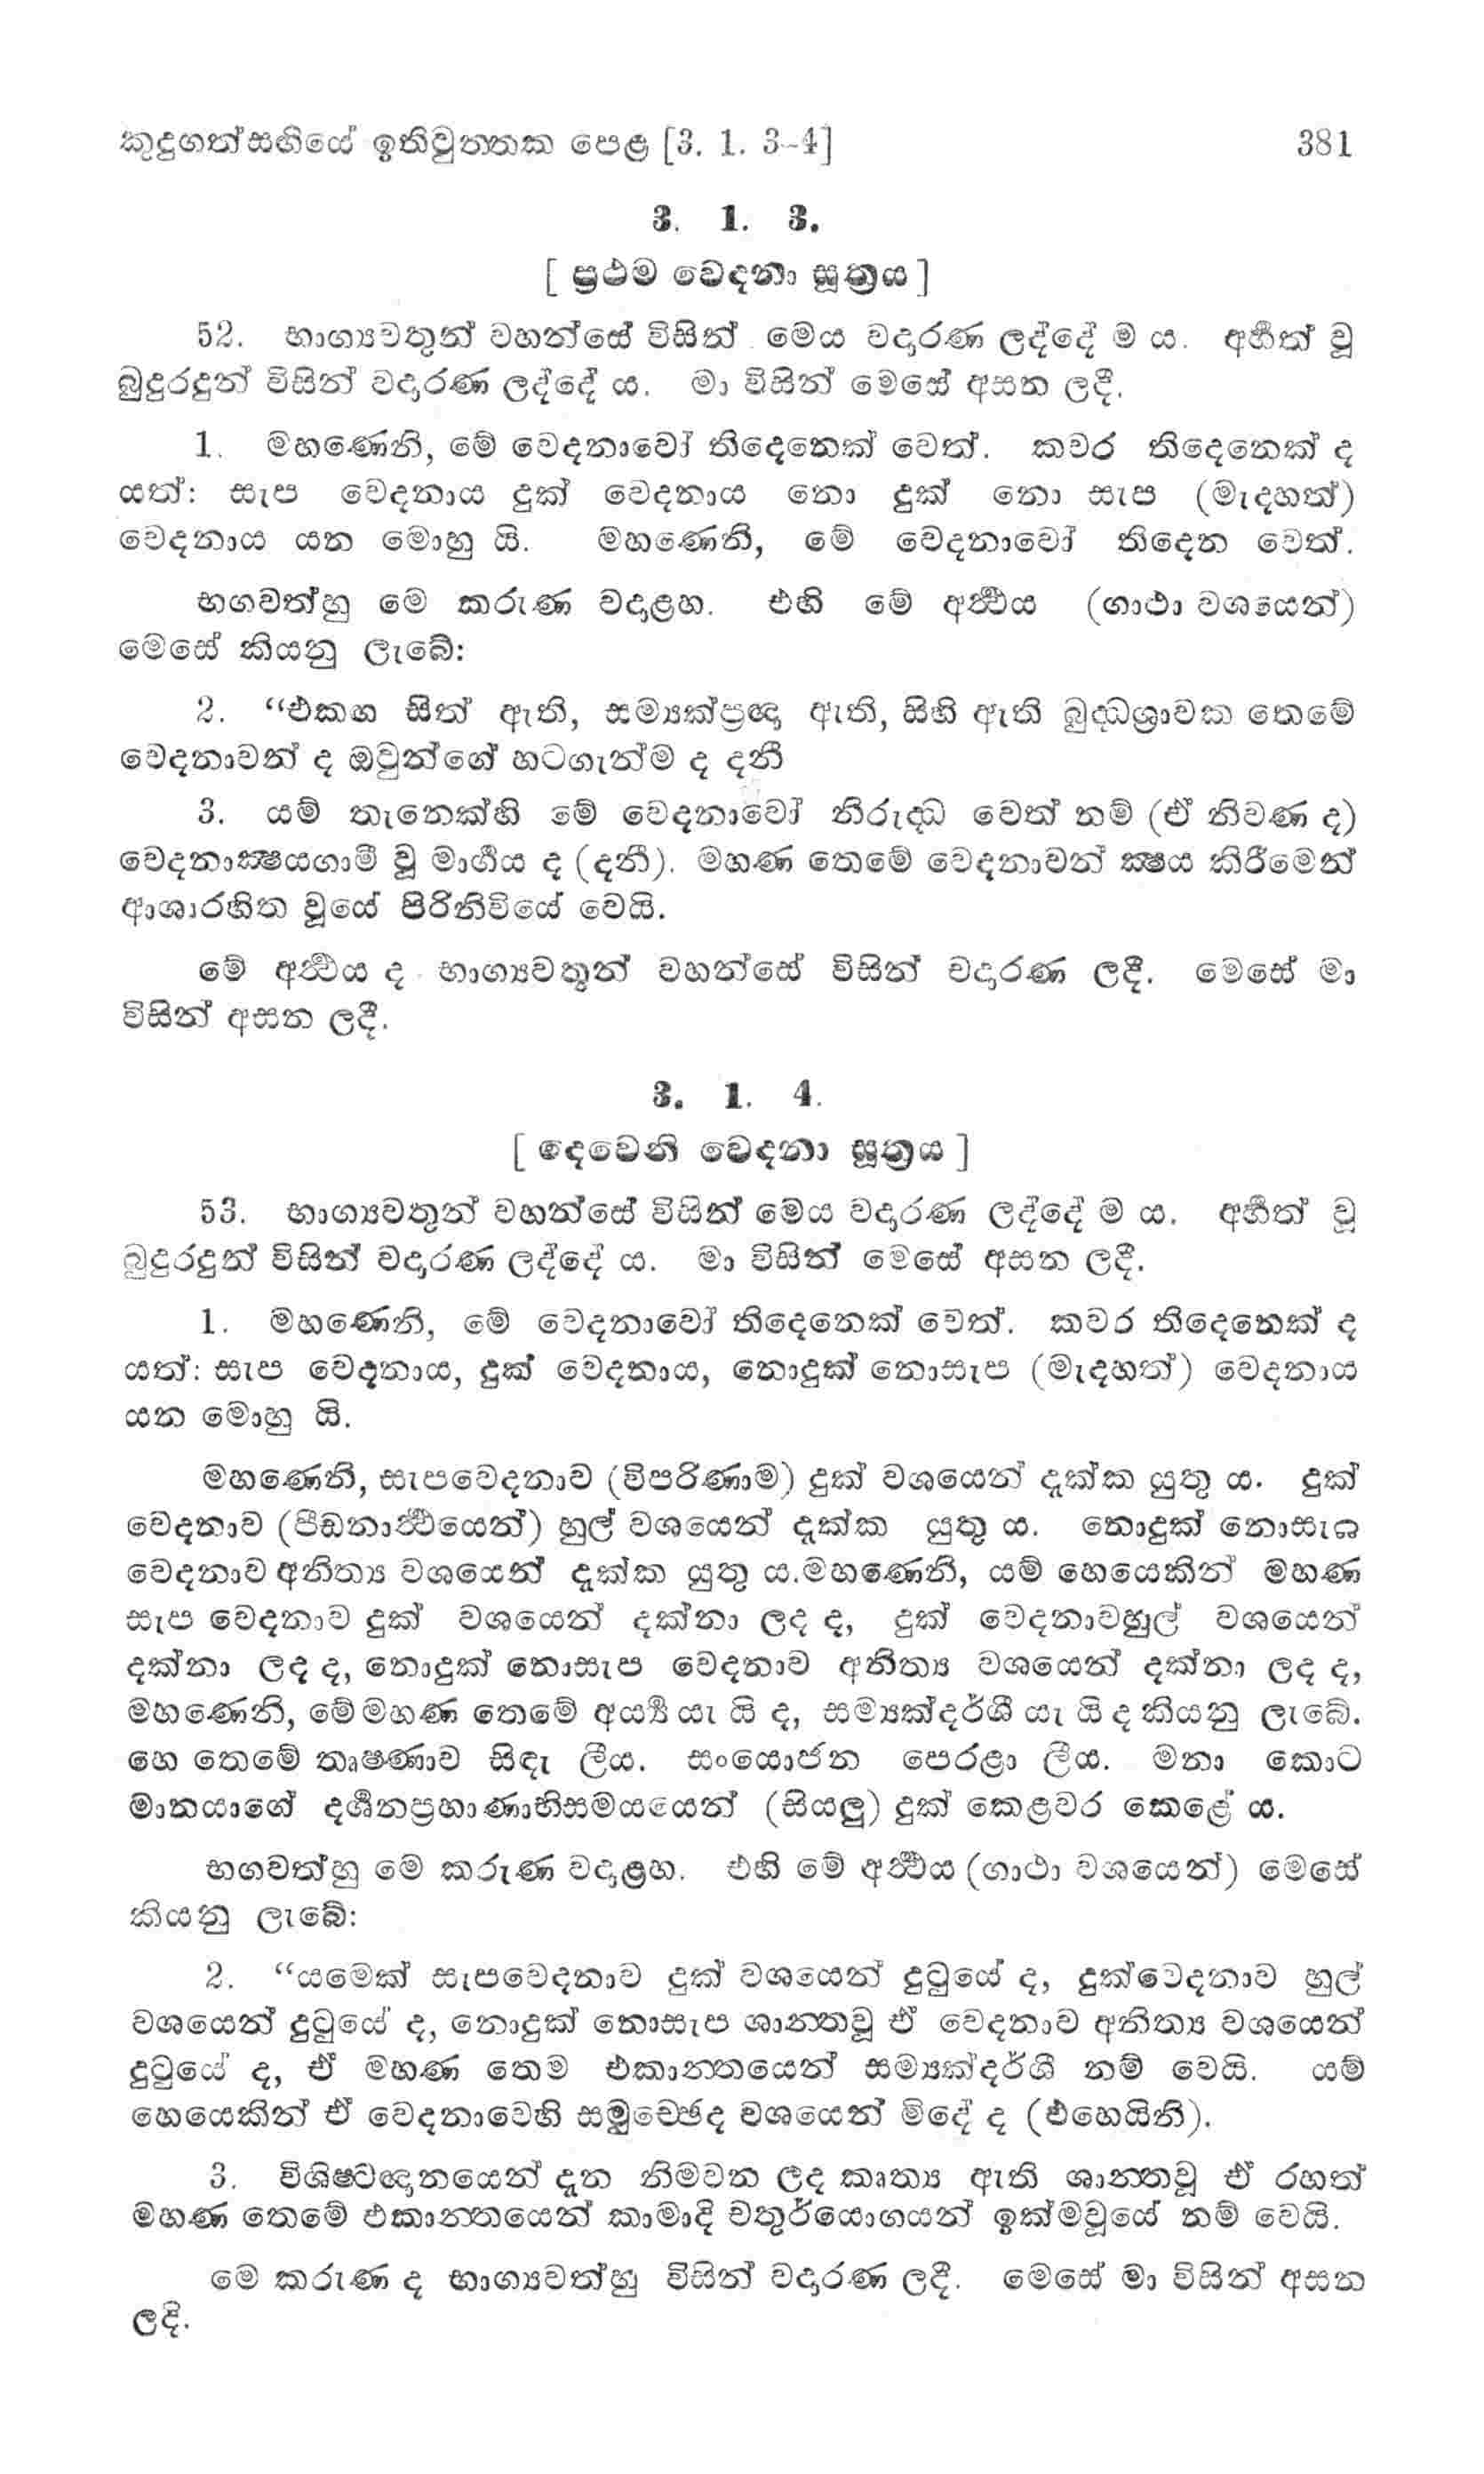 කුදුගත්සඟියේ ඉතිවුත්තක පෙළ [3. 1. 3-4] 381
3. 1. 3.
[ ප්‍රථම වෙදනා සූත්‍රය ]
52. භාග්‍යවතුන් වහන්සේ විසින් මෙය වදාරණ ලද්දේ ම ය. අර්‍හත් වූ
බුදුරදුන් විසින් වදාරණ ලද්දේ ය. මා විසින් මෙසේ අසන ලදී.
1. මහණෙනි, මේ වෙදනාවෝ තිදෙනෙක් වෙත්. කවර තිදෙනෙක් ද
යත්: සැප වෙදනාය දුක් වෙදනාය නො දුක් නො සැප (මැදහත්)
වෙදනාය යන මොහු යි. මහණෙනි, මේ වෙදනාවෝ තිදෙන වෙත්.
භගවත්හු මෙ කරුණ වදාළහ. එහි මේ අර්‍ථය (ගාථා වශයෙන්)
මෙසේ කියනු ලැබේ:
2. “එකඟ සිත් ඇති, සම්‍යක්ප්‍රඥා ඇති, සිහි ඇති බුද්ධශ්‍රාවක තෙමේ
වෙදනාවන් ද ඔවුන්ගේ හටගැන්ම ද දනී
3. යම් තැනෙක්හි මේ වෙදනාවෝ නිරුද්ධ වෙත් නම් (ඒ නිවණ ද)
වෙදනාක්‍ෂයගාමී වූ මාර්‍ගය ද (දනී). මහණ තෙමේ වෙදනාවන් ක්‍ෂය කිරීමෙන්
ආශාරහිත වූයේ පිරිනිවියේ වෙයි.
මේ අර්‍ථය ද භාග්‍යවතුන් වහන්සේ විසින් වදාරණ ලදී. මෙසේ මා
විසින් අසන ලදී.
3. 1. 4.
[ දෙවෙනි වෙදනා සූත්‍රය ]
53. භාග්‍යවතුන් වහන්සේ විසින් මෙය වදාරණ ලද්දේ ම ය. අර්‍හත් වූ
බුදුරදුන් විසින් වදාරණ ලද්දේ ය. මා විසින් මෙසේ අසන ලදී.
1. මහණෙනි, මේ වෙදනාවෝ තිදෙනෙක් වෙත්. කවර තිදෙනෙක් ද
යත්: සැප වෙදනාය, දුක් වෙදනාය, නොදුක් නොසැප (මැදහත්) වෙදනාය
යන මොහු යි.
මහණෙනි, සැපවෙදනාව (විපරිණාම) දුක් වශයෙන් දැක්ක යුතු ය. දුක්
වෙදනාව (පීඩනාර්‍ථයෙන්) හුල් වශයෙන් දැක්ක යුතු ය. නොදුක් නොසැප
වෙදනාව අනිත්‍ය වශයෙන් දැක්ක යුතු ය.මහණෙනි, යම් හෙයෙකින් මහණ
සැප වෙදනාව දුක් වශයෙන් දක්නා ලද ද, දුක් වෙදනාවහුල් වශයෙන්
දක්නා ලද ද, නොදුක් නොසැප වෙදනාව අනිත්‍ය වශයෙන් දක්නා ලද ද,
මහණෙනි, මේ මහණ තෙමේ අර්‍ය්‍ය යැ යි ද, සම්‍යක්දර්ශී යැ යි ද කියනු ලැබේ.
හෙ තෙමේ තෘෂ්ණාව සිඳැ ලීය. සංයොජන පෙරළා ලීය. මනා කොට
මානයාගේ දර්‍ශනප්‍රහාණාභිසමයයෙන් (සියලු) දුක් කෙළවර කෙළේ ය.
භගවත්හු මෙ කරුණ වදාළහ. එහි මේ අර්‍ථය (ගාථා වශයෙන්) මෙසේ
කියනු ලැබේ:
2. “යමෙක් සැපවෙදනාව දුක් වශයෙන් දුටුයේ ද, දුක්වෙදනාව හුල්
වශයෙන් දුටුයේ ද, නොදුක් නොසැප ශාන්තවූ ඒ වෙදනාව අනිත්‍ය වශයෙන්
දුටුයේ ද, ඒ මහණ තෙම එකාන්තයෙන් සම්‍යක්දර්ශී නම් වෙයි. යම්
හෙයෙකින් ඒ වෙදනාවෙහි සමුච්ඡේද වශයෙන් මිදේ ද (එහෙයිනි).
3. විශිෂ්ටඥානයෙන් දැන නිමවන ලද කෘත්‍ය ඇති ශාන්තවූ ඒ රහත්
මහණ තෙමේ එකාන්තයෙන් කාමාදි චතුර්යොගයන් ඉක්මවූයේ නම් වෙයි.
මෙ කරුණ ද භාග්‍යවත්හු විසින් වදාරණ ලදී. මෙසේ මා විසින් අසන
ලදි.